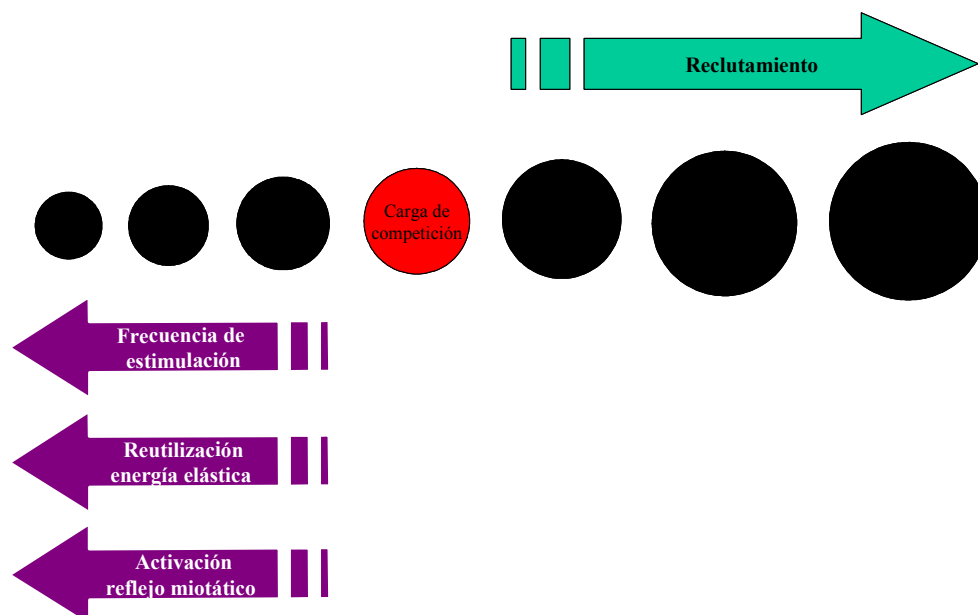 Reclutamiento
Carga de
competición
Frecuencia de
estimulación
Reutilización
energía elástica
Activación
reflejo miotático